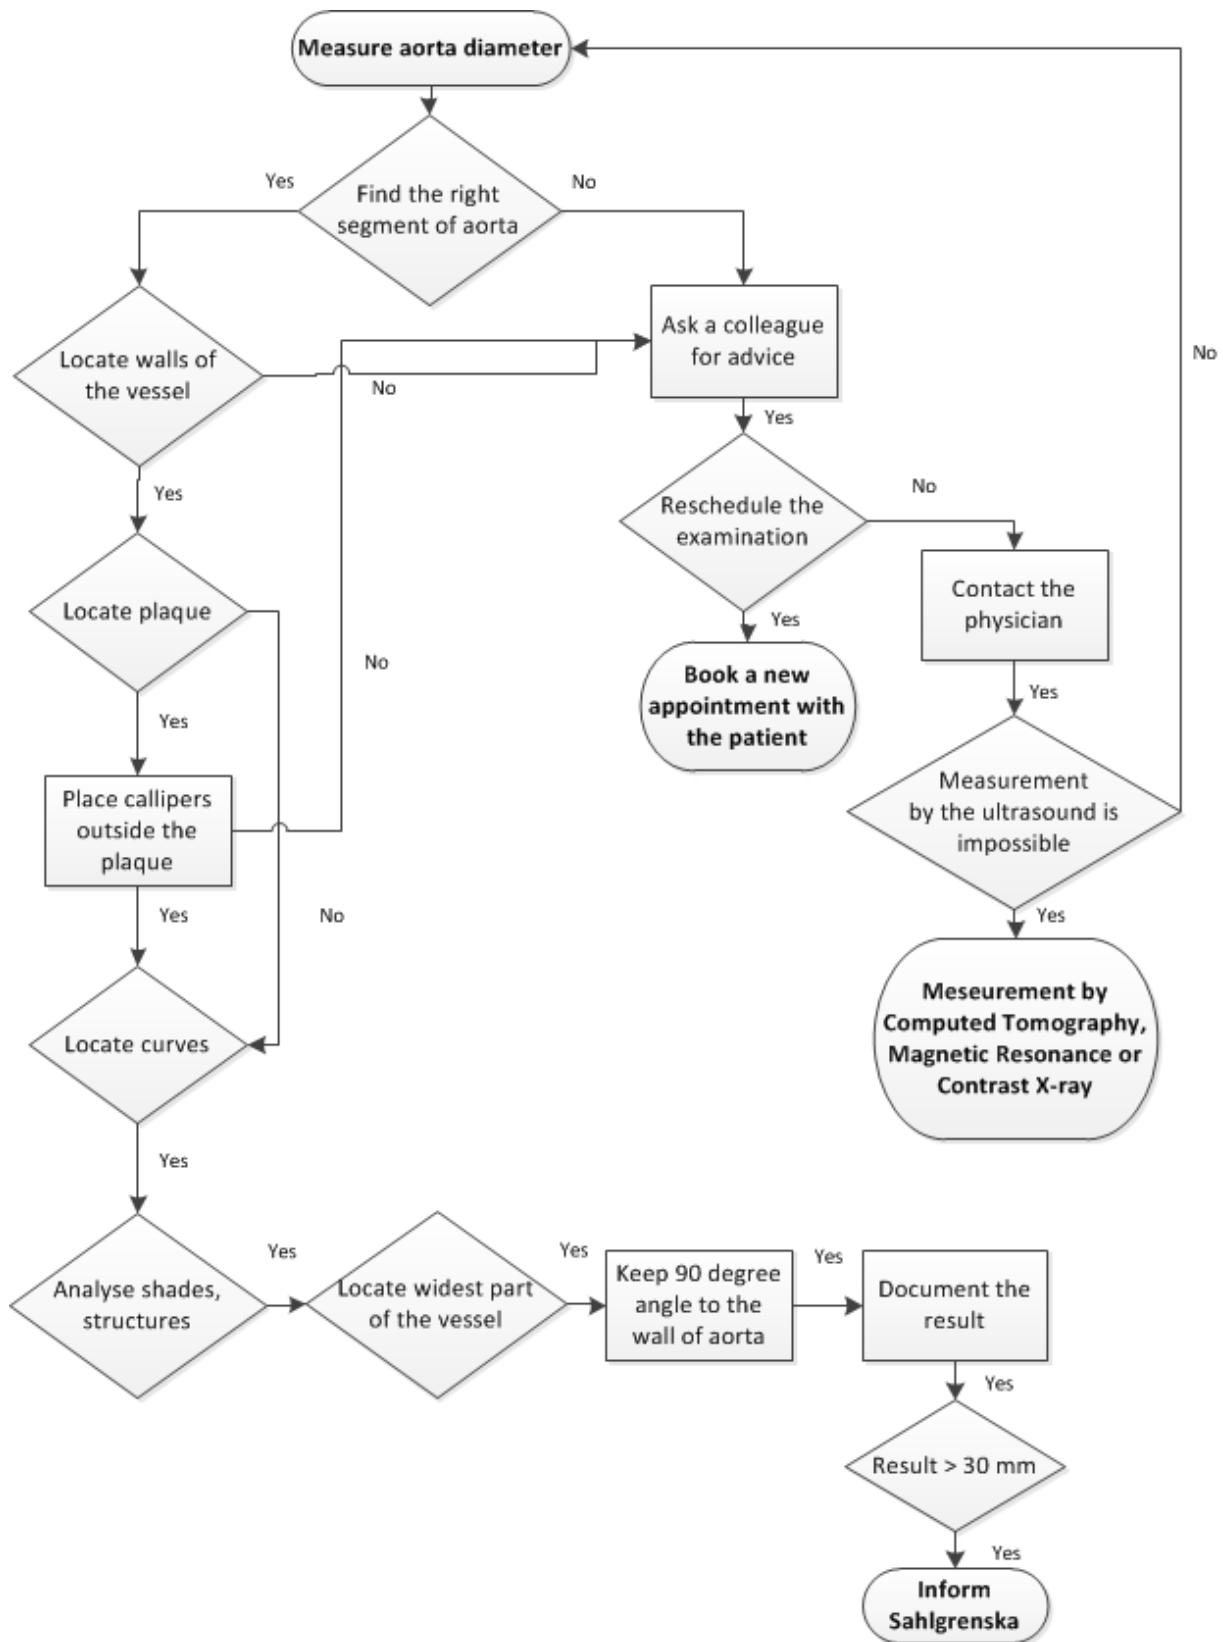 Measure aorta diameter
Yes
No
Find the right
segment of aorta
Ask a colleague
for advice
No
Locate walls of
the vessel
No
Yes
Yes
Reschedule the
examination
No
Contact the
physician
Locate plaque
Yes
No
Book a new
appointment with
the patient
Yes
Yes
Measurement
by the ultrasound is
impossible
Place callipers
outside the
plaque
Yes
No
Yes
Meseurement by
Computed Tomography,
Magnetic Resonance or
Contrast X-ray
Locate curves
Yes
Analyse shades,
structures
Yes
Locate widest part
of the vessel
Yes
Keep 90 degree
angle to the
wall of aorta
Yes
Document the
result
Yes
Result > 30 mm
Yes
Inform
Sahlgrenska